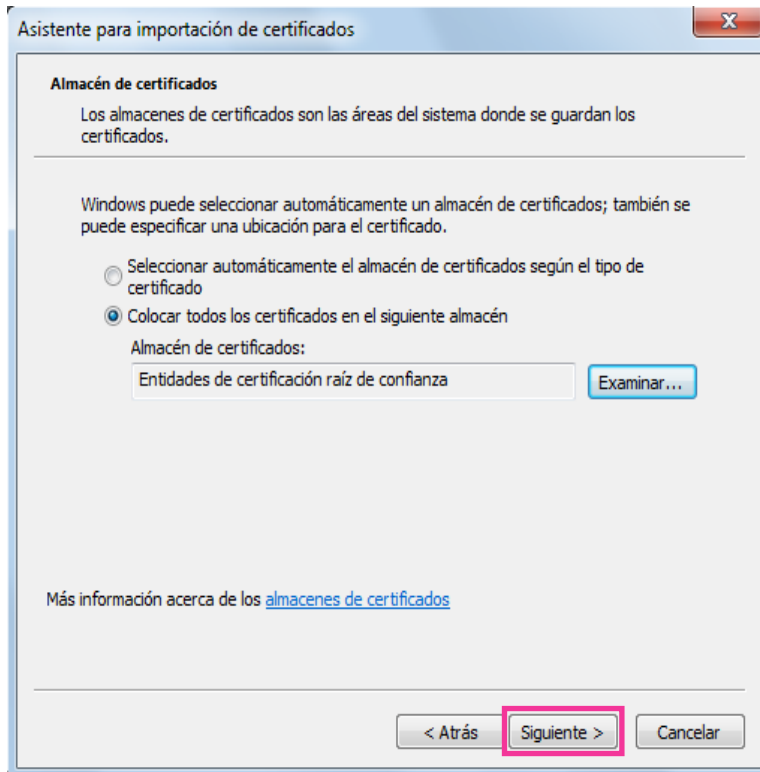 Asistente para importación de certificados
Almacén de certificados
Los almacenes de certificados son las áreas del sistema donde se guardan los
certificados.
Windows puede seleccionar automáticamente un almacén de certificados; también se
puede especificar una ubicación para el certificado.
Seleccionar automáticamente el almacén de certificados según el tipo de
certificado
Colocar todos los certificados en el siguiente almacén
Almacén de certificados:
Entidades de certificación raíz de confianza
Examinar...
Más información acerca de los almacenes de certificados
< Atrás
Siguiente >
Cancelar